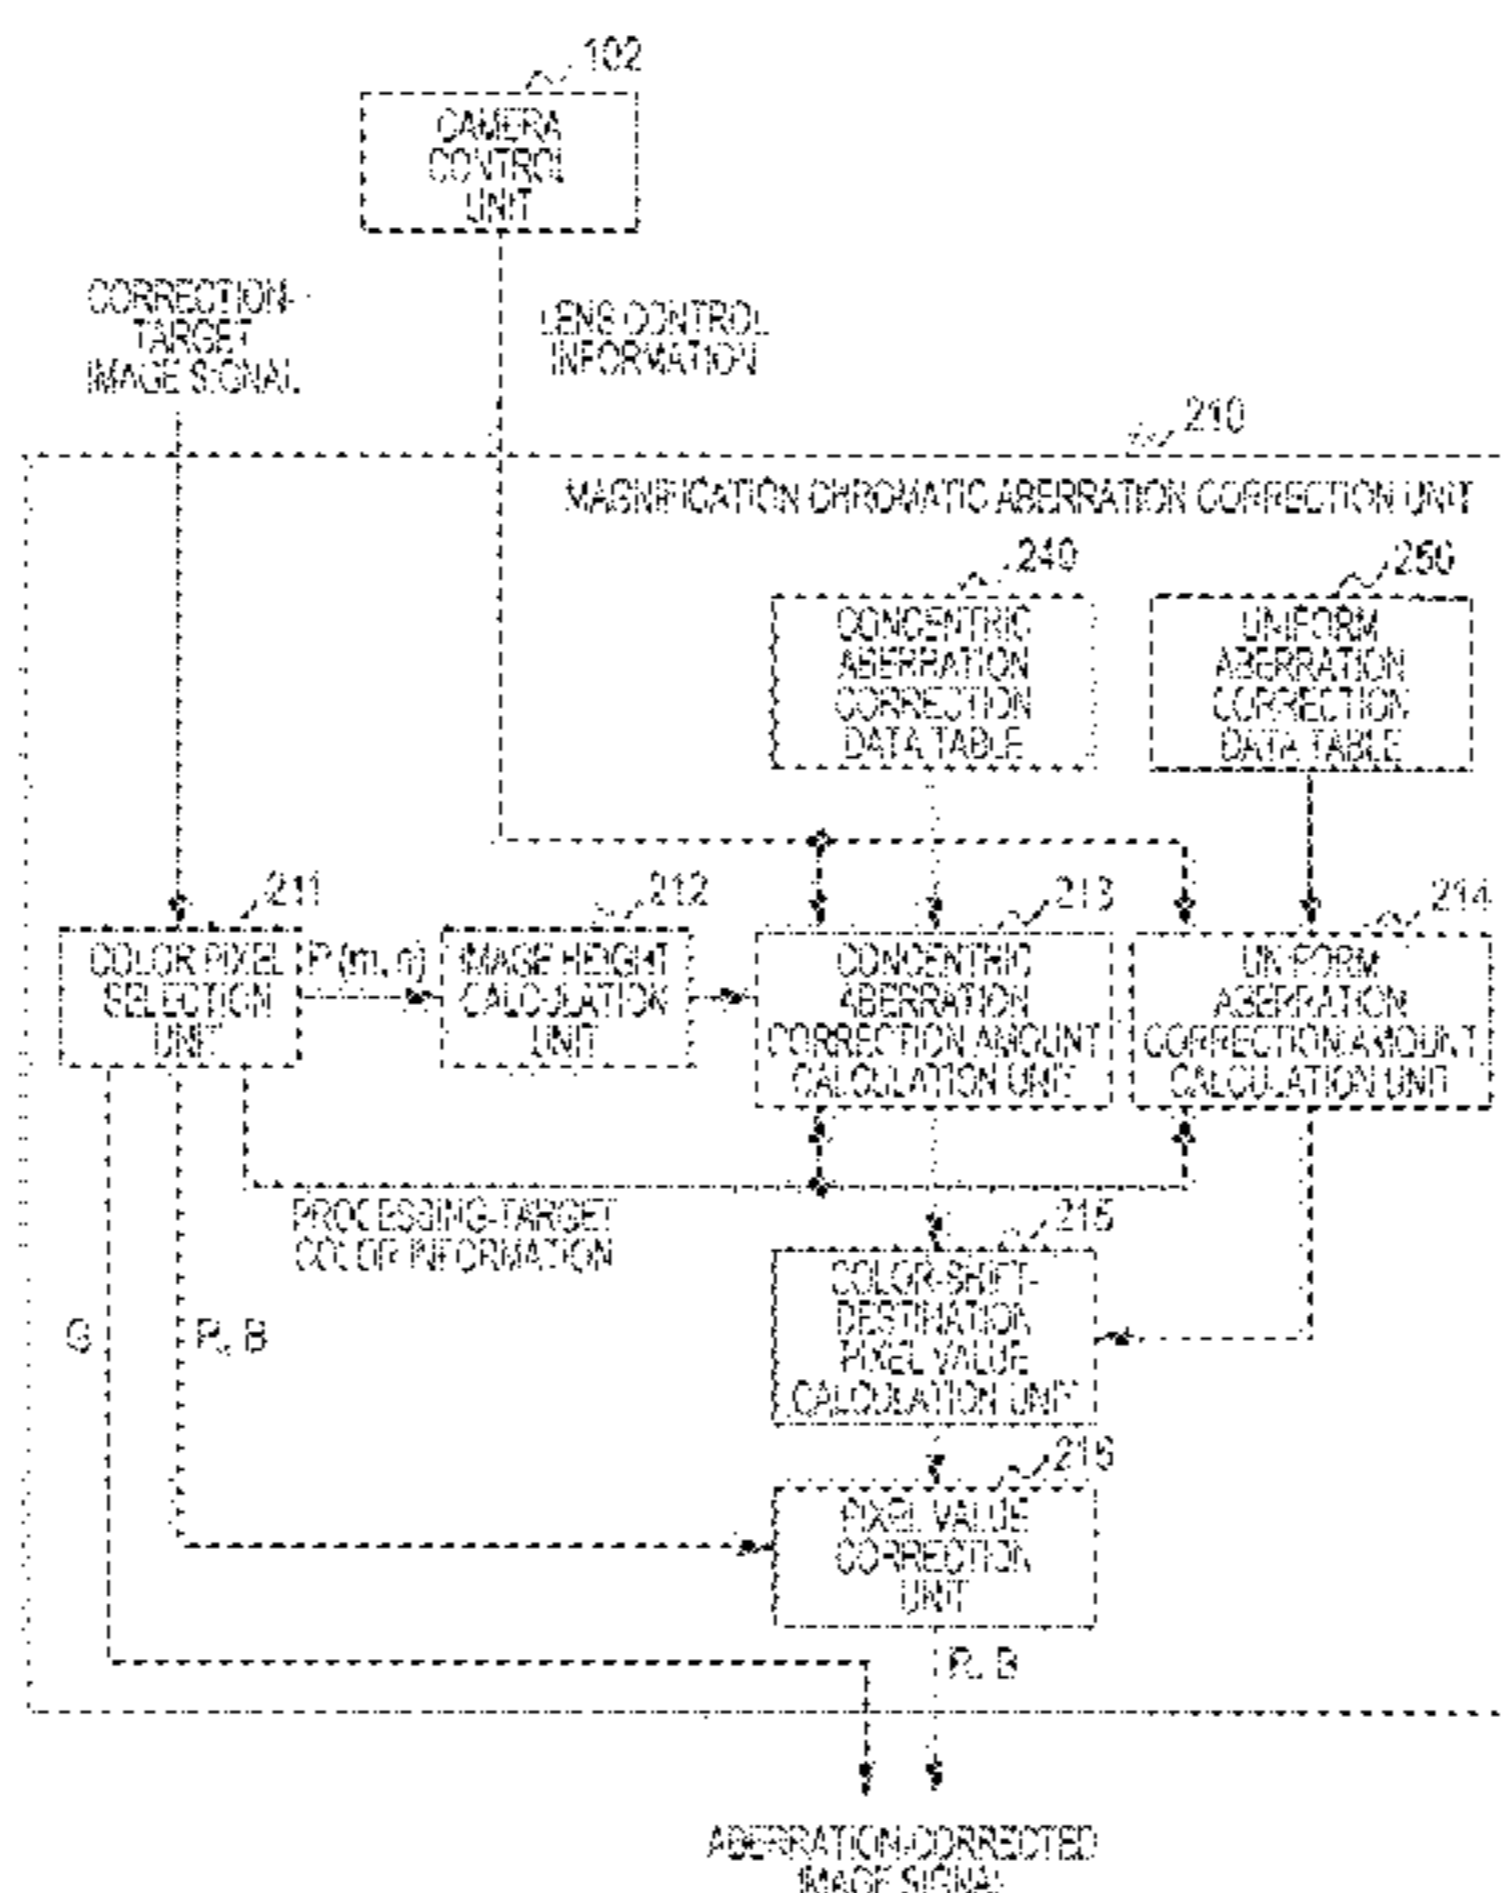 102
CAMERA
CONTROL
UNIT
CORRECTION-
TARGET
IMAGE SIGNAL
LENS CONTROL
INFORMATION
210
MAGNIFICATION CHROMATIC ABERRATION CORRECTION UNIT
240
250
CONCENTRIC
ABERRATION
CORRECTION
DATA TABLE
UNIFORM
ABERRATION
CORRECTION
DATA TABLE
211
212
213
214
COLOR PIXEL
SELECTION
UNIT
P (m, n)
IMAGE HEIGHT
CALCULATION
UNIT
CONCENTRIC
ABERRATION
CORRECTION AMOUNT
CALCULATION UNIT
UNIFORM
ABERRATION
CORRECTION AMOUNT
CALCULATION UNIT
PROCESSING-TARGET
COLOR INFORMATION
215
COLOR-SHIFT-
DESTINATION
PIXEL VALUE
CALCULATION UNIT
G
R, B
216
PIXEL VALUE
CORRECTION
UNIT
R, B
ABERRATION-CORRECTED
IMAGE SIGNAL